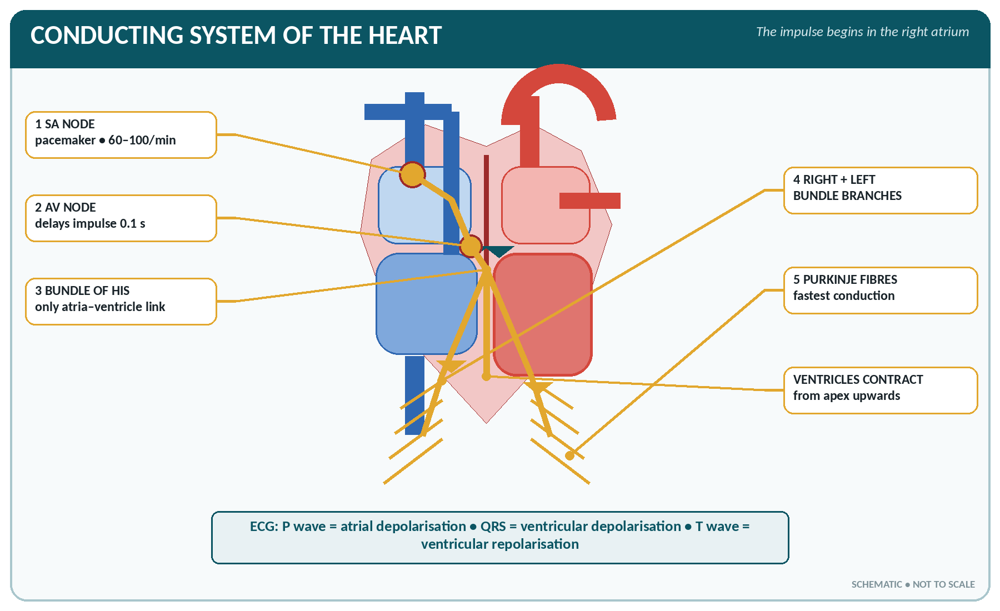 CONDUCTING SYSTEM OF THE HEART
The impulse begins in the right atrium
1 SA NODE
pacemaker • 60–100/min
2 AV NODE
delays impulse 0.1 s
3 BUNDLE OF HIS
only atria–ventricle link
4 RIGHT + LEFT
BUNDLE BRANCHES
5 PURKINJE FIBRES
fastest conduction
VENTRICLES CONTRACT
from apex upwards
ECG: P wave = atrial depolarisation • QRS = ventricular depolarisation • T wave =
ventricular repolarisation
SCHEMATIC • NOT TO SCALE